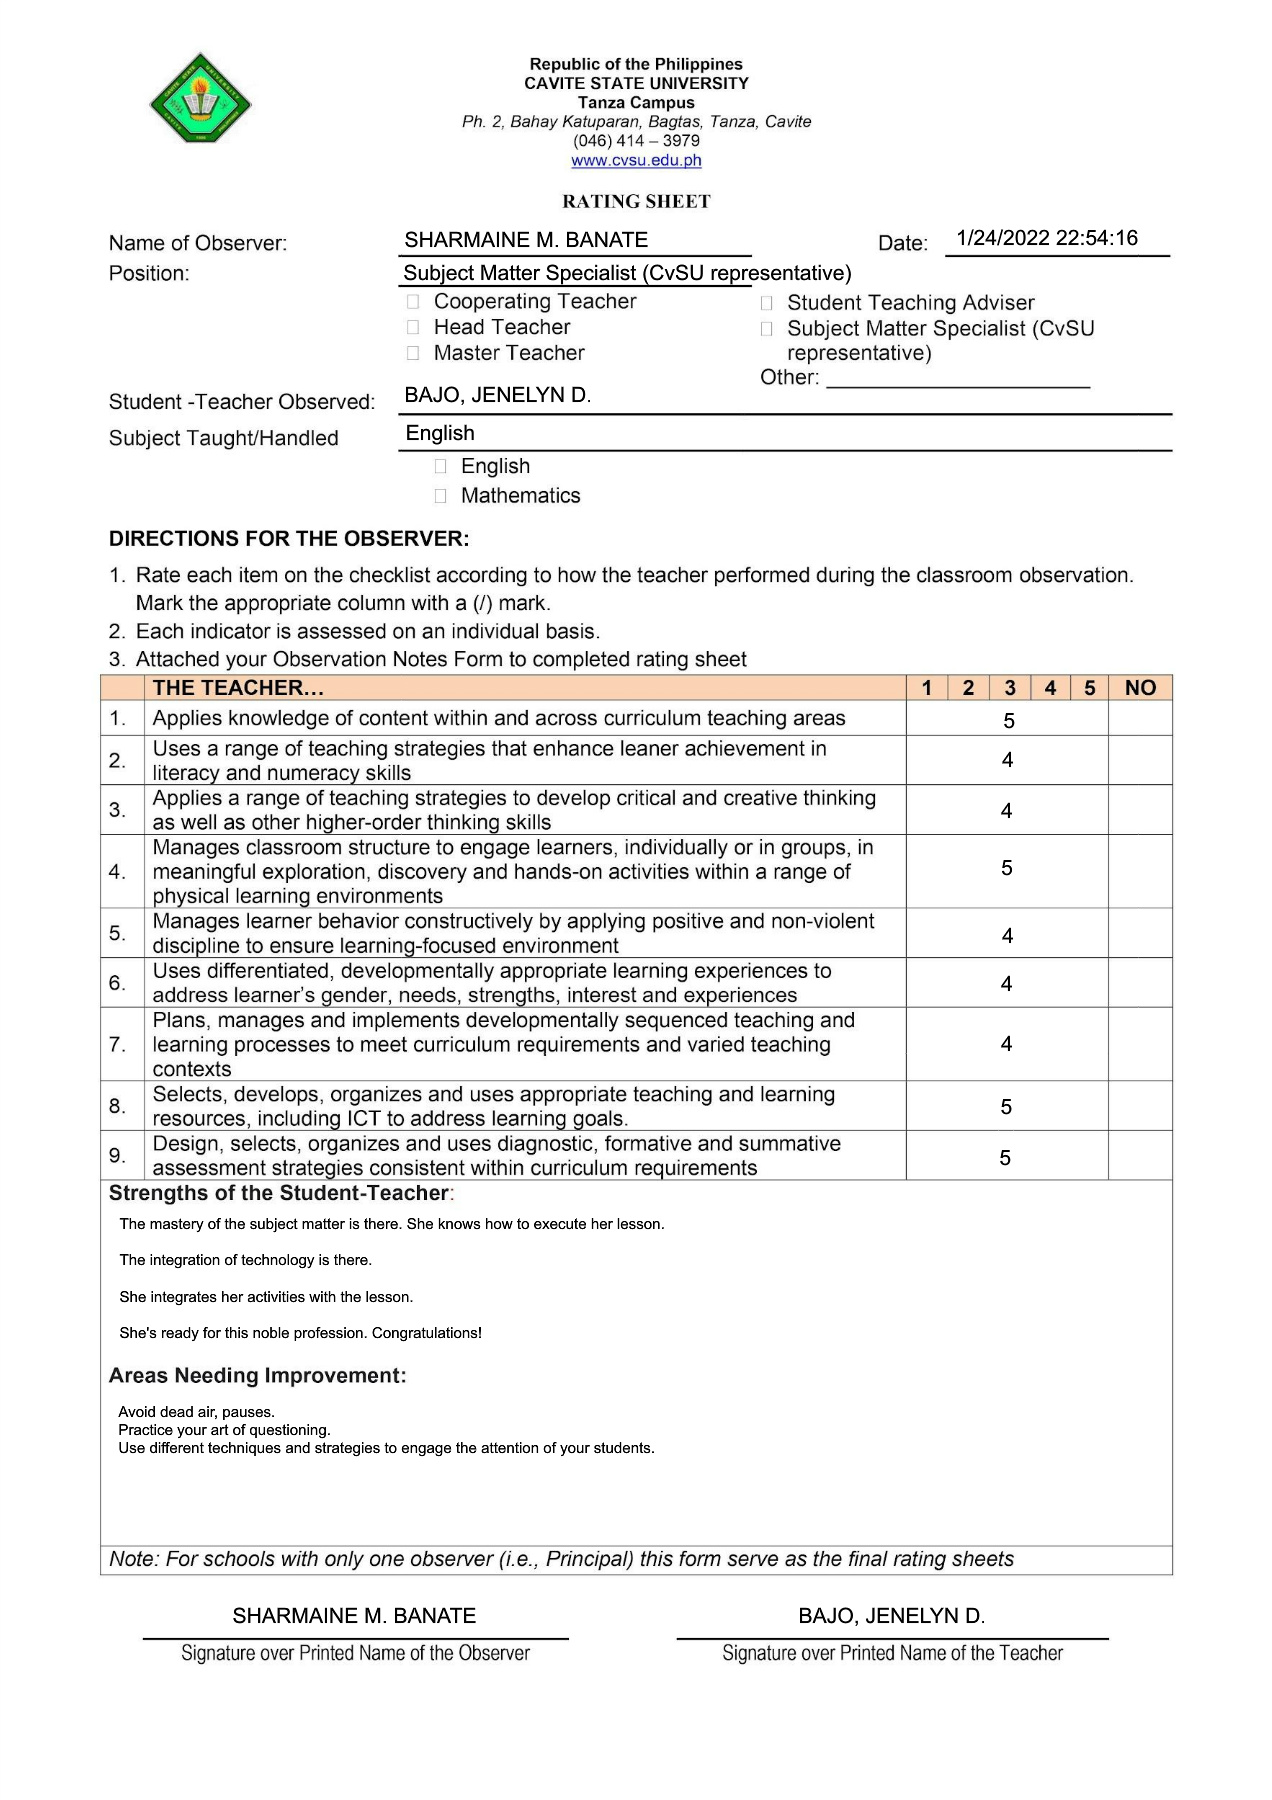 Republic of the Philippines
CAVITE STATE UNIVERSITY
Tanza Campus
Ph. 2, Bahay Katuparan, Bagtas, Tanza, Cavite
(046) 414 – 3979
www.cvsu.edu.ph
RATING SHEET
Name of Observer: SHARMAINE M. BANATE Date: 1/24/2022 22:54:16
Position: Subject Matter Specialist (CvSU representative)
Cooperating Teacher
Head Teacher
Master Teacher
Student Teaching Adviser
Subject Matter Specialist (CvSU
representative)
Other:
Student -Teacher Observed: BAJO, JENELYN D.
Subject Taught/Handled English
English
Mathematics
DIRECTIONS FOR THE OBSERVER:
1. Rate each item on the checklist according to how the teacher performed during the classroom observation.
Mark the appropriate column with a (/) mark.
2. Each indicator is assessed on an individual basis.
3. Attached your Observation Notes Form to completed rating sheet
THE TEACHER… 1 2 3 4 5 NO
1. Applies knowledge of content within and across curriculum teaching areas 5
2. Uses a range of teaching strategies that enhance leaner achievement in
literacy and numeracy skills 4
3. Applies a range of teaching strategies to develop critical and creative thinking
as well as other higher-order thinking skills 4
4. Manages classroom structure to engage learners, individually or in groups, in
meaningful exploration, discovery and hands-on activities within a range of
physical learning environments 5
5. Manages learner behavior constructively by applying positive and non-violent
discipline to ensure learning-focused environment 4
6. Uses differentiated, developmentally appropriate learning experiences to
address learner’s gender, needs, strengths, interest and experiences 4
7. Plans, manages and implements developmentally sequenced teaching and
learning processes to meet curriculum requirements and varied teaching
contexts 4
8. Selects, develops, organizes and uses appropriate teaching and learning
resources, including ICT to address learning goals. 5
9. Design, selects, organizes and uses diagnostic, formative and summative
assessment strategies consistent within curriculum requirements 5
Strengths of the Student-Teacher:
The mastery of the subject matter is there. She knows how to execute her lesson.
The integration of technology is there.
She integrates her activities with the lesson.
She's ready for this noble profession. Congratulations!
Areas Needing Improvement:
Avoid dead air, pauses.
Practice your art of questioning.
Use different techniques and strategies to engage the attention of your students.
Note: For schools with only one observer (i.e., Principal) this form serve as the final rating sheets
SHARMAINE M. BANATE BAJO, JENELYN D.
Signature over Printed Name of the Observer Signature over Printed Name of the Teacher